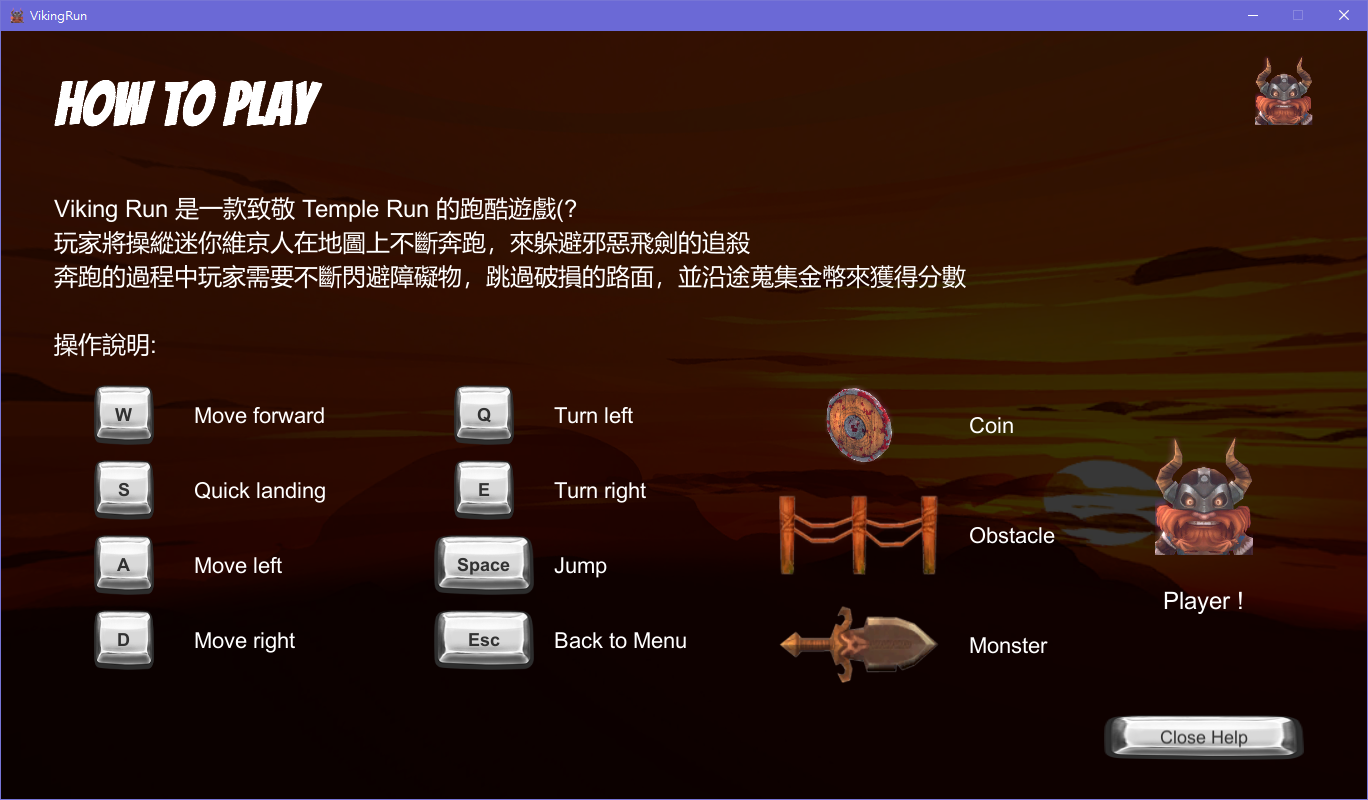 VikingRun
HOW TO PLAY
Viking Run 是一款致敬 Temple Run 的跑酷遊戲(?
玩家將操縱迷你維京人在地圖上不斷奔跑，來躲避邪惡飛劍的追殺
奔跑的過程中玩家需要不斷閃避障礙物，跳過破損的路面，並沿途蒐集金幣來獲得分數
操作說明:
W Move forward
S Quick landing
A Move left
D Move right
Q Turn left
E Turn right
Space Jump
Esc Back to Menu
Coin
Obstacle
Monster
Player !
Close Help